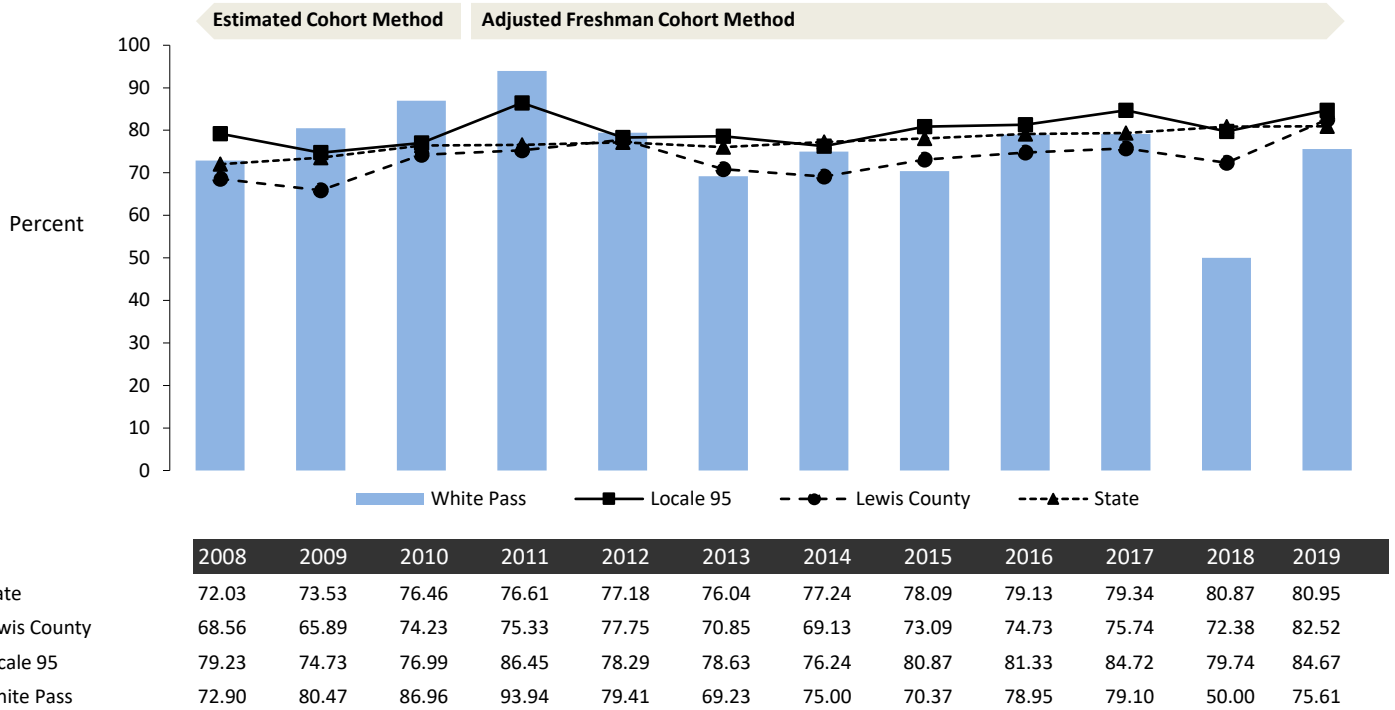 Estimated Cohort Method Adjusted Freshman Cohort Method
100
90
80
70
60
50
40
30
20
10
0
Percent
White Pass Locale 95 Lewis County State
2008 2009 2010 2011 2012 2013 2014 2015 2016 2017 2018 2019
ate 72.03 73.53 76.46 76.61 77.18 76.04 77.24 78.09 79.13 79.34 80.87 80.95
wis County 68.56 65.89 74.23 75.33 77.75 70.85 69.13 73.09 74.73 75.74 72.38 82.52
cale 95 79.23 74.73 76.99 86.45 78.29 78.63 76.24 80.87 81.33 84.72 79.74 84.67
hite Pass 72.90 80.47 86.96 93.94 79.41 69.23 75.00 70.37 78.95 79.10 50.00 75.61